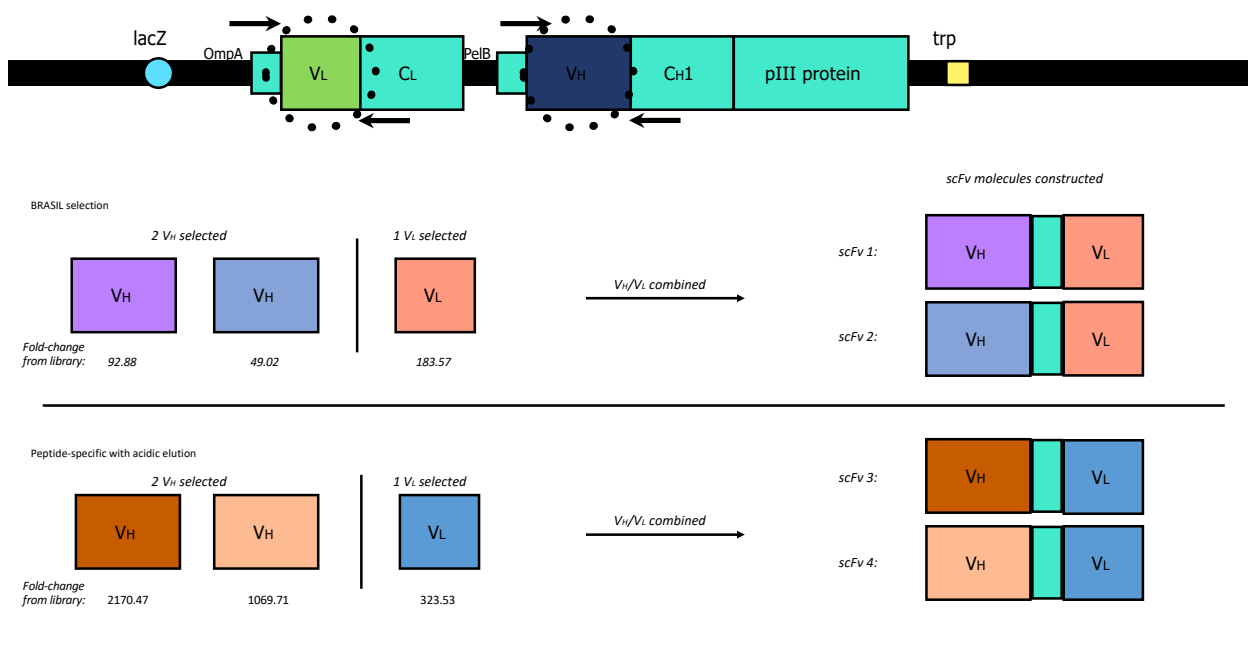 lacZ
OmpA
VL
CL
PelB
VH
CH1
pIII protein
trp
scFv molecules constructed
BRASIL selection
2 VH selected
1 VL selected
VH
VH
VL
VH/VL combined
scFv 1:
VH
VL
scFv 2:
VH
VL
Fold-change
from library:
92.88
49.02
183.57
Peptide-specific with acidic elution
2 VH selected
1 VL selected
VH
VH
VL
VH/VL combined
scFv 3:
VH
VL
scFv 4:
VH
VL
Fold-change
from library:
2170.47
1069.71
323.53